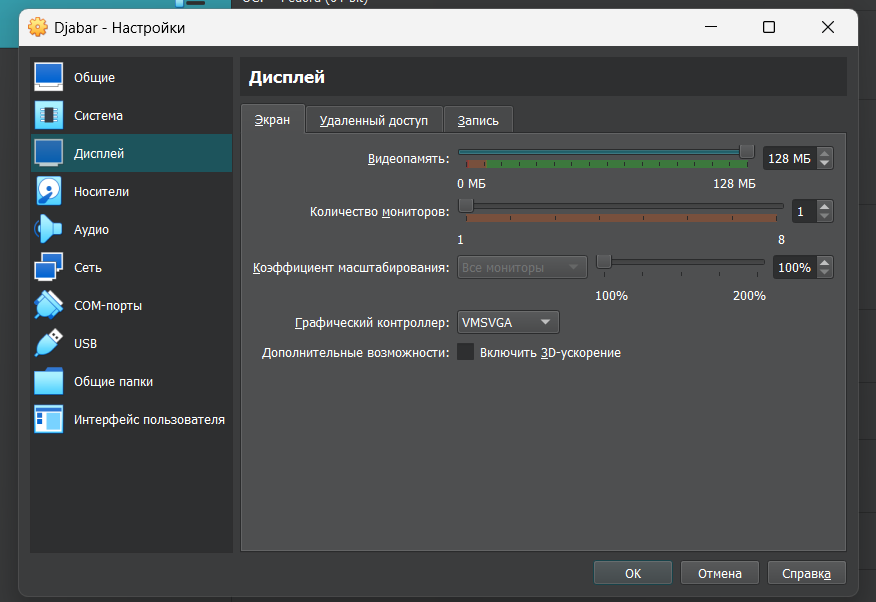 Djabar - Настройки
Общие
Система
Дисплей
Носители
Аудио
Сеть
COM-порты
USB
Общие папки
Интерфейс пользователя
Дисплей
Экран Удаленный доступ Запись
Видеопамять: 128 МБ
0 МБ 128 МБ
Количество мониторов: 1
1 8
Коэффициент масштабирования: Все мониторы 100%
100% 200%
Графический контроллер: VMSVGA
Дополнительные возможности: Включить 3D-ускорение
OK Отмена Справка